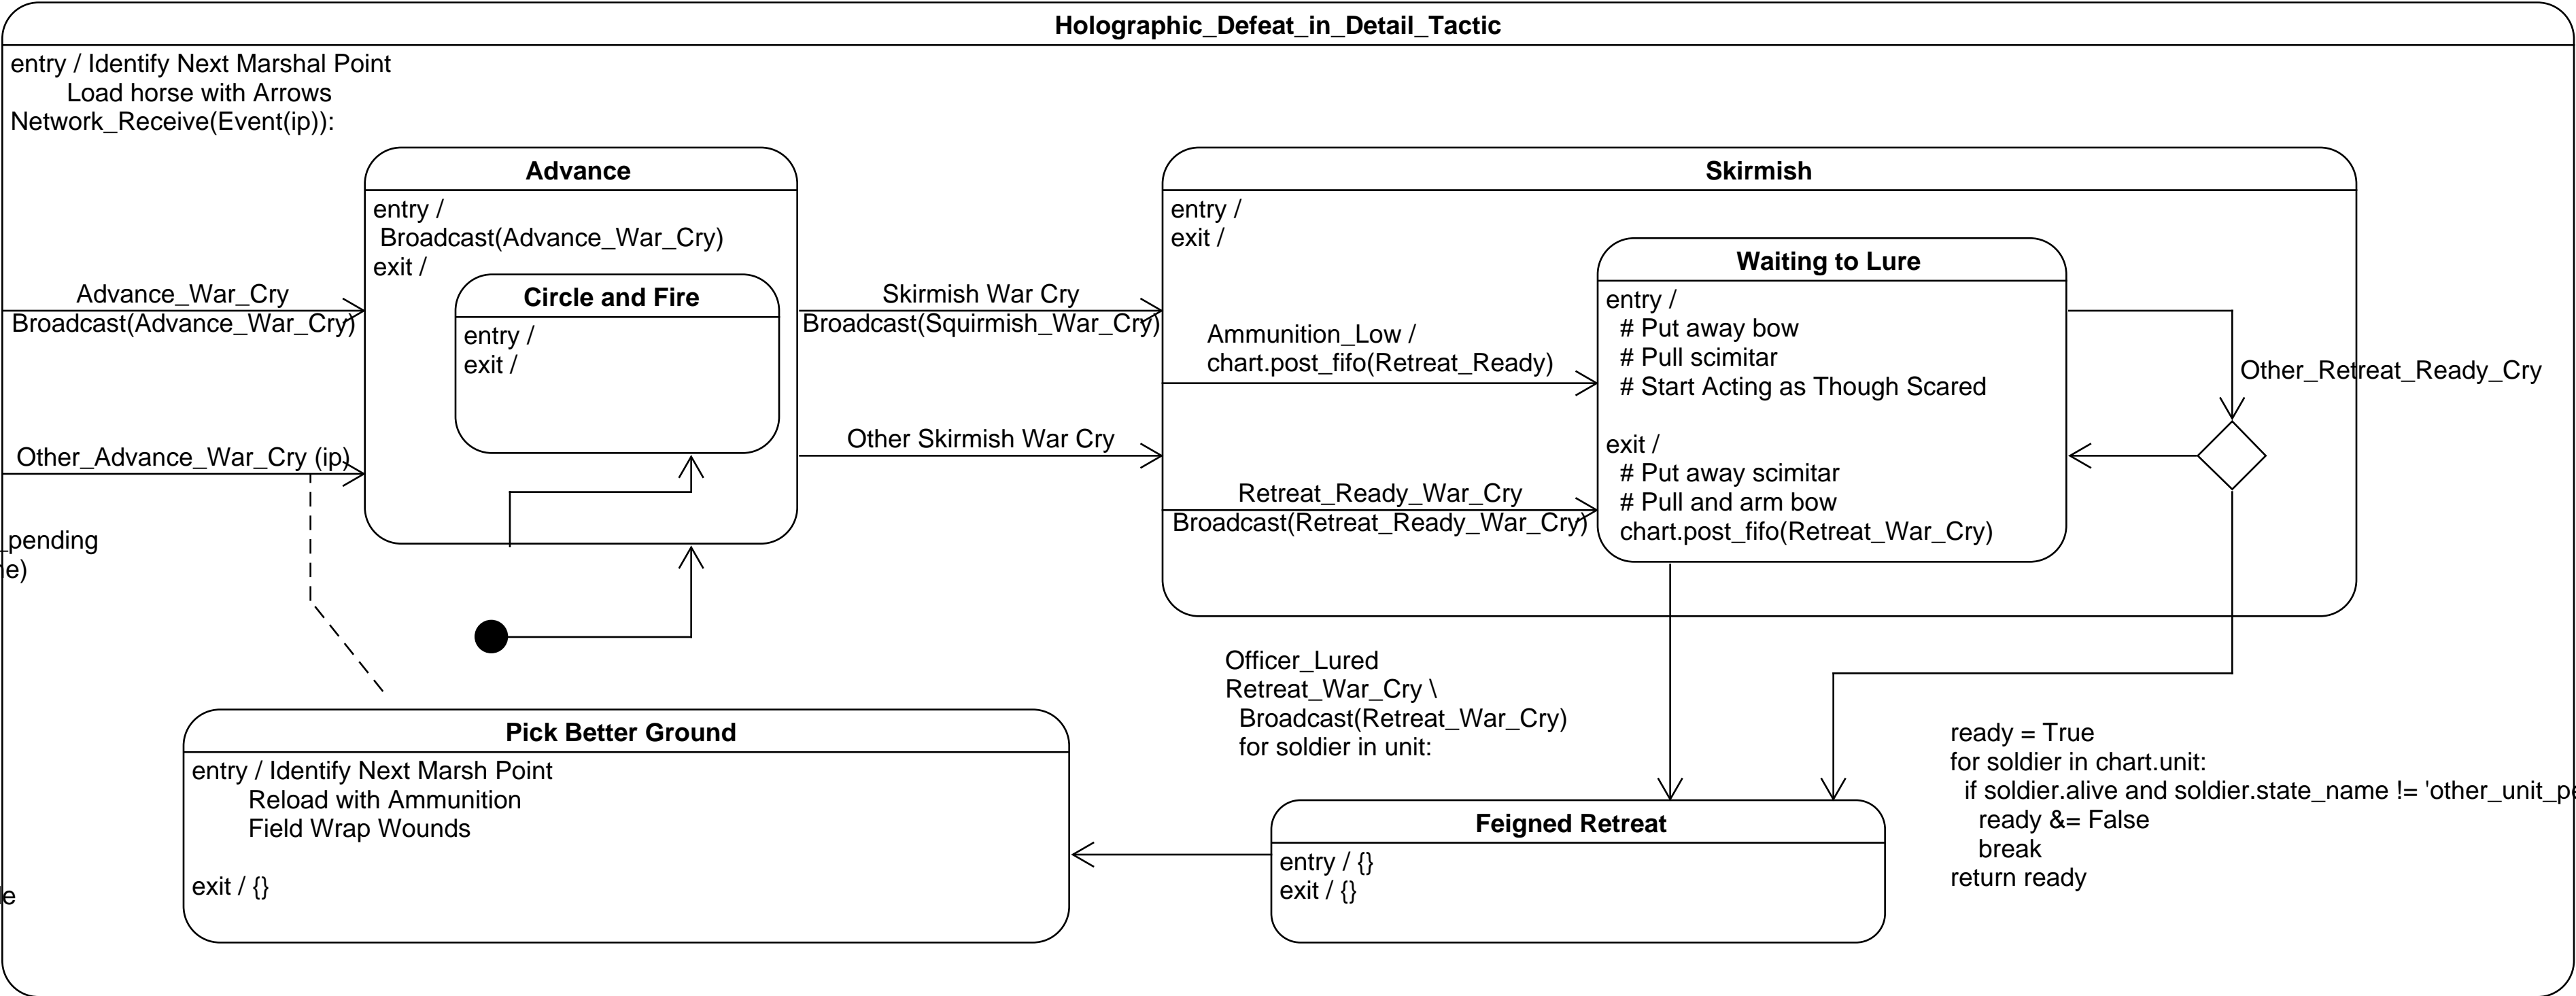 Holographic_Defeat_in_Detail_Tactic
entry / Identify Next Marshal Point
Load horse with Arrows
Network_Receive(Event(ip)):
Advance
entry /
Broadcast(Advance_War_Cry)
exit /
Circle and Fire
entry /
exit /
Advance_War_Cry
Broadcast(Advance_War_Cry)
Other_Advance_War_Cry (ip)
_pending
e)
Skirmish War Cry
Broadcast(Squirmish_War_Cry)
Other Skirmish War Cry
Skirmish
entry /
exit /
Ammunition_Low /
chart.post_fifo(Retreat_Ready)
Retreat_Ready_War_Cry
Broadcast(Retreat_Ready_War_Cry)
Waiting to Lure
entry /
# Put away bow
# Pull scimitar
# Start Acting as Though Scared
exit /
# Put away scimitar
# Pull and arm bow
chart.post_fifo(Retreat_War_Cry)
Other_Retreat_Ready_Cry
Officer_Lured
Retreat_War_Cry \
Broadcast(Retreat_War_Cry)
for soldier in unit:
ready = True
for soldier in chart.unit:
if soldier.alive and soldier.state_name != 'other_unit_pe
ready &= False
break
return ready
Pick Better Ground
entry / Identify Next Marsh Point
Reload with Ammunition
Field Wrap Wounds
exit / {}
e
Feigned Retreat
entry / {}
exit / {}